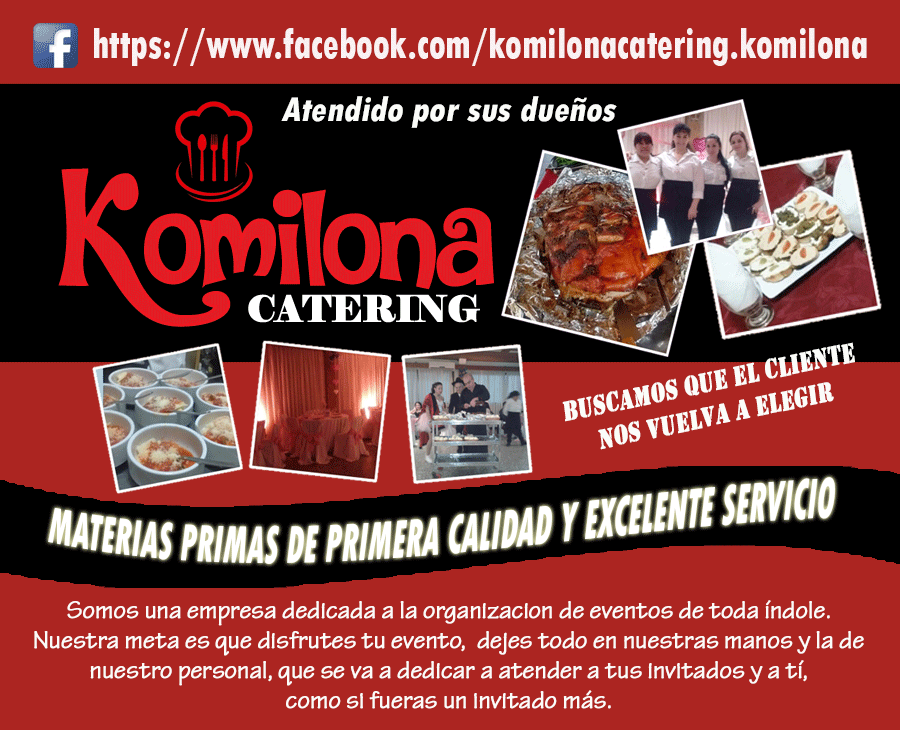 https://www.facebook.com/komilonacatering.komilona
Atendido por sus dueños
Komilona
CATERING
BUSCAMOS QUE EL CLIENTE
NOS VUELVA A ELEGIR
MATERIAS PRIMAS DE PRIMERA CALIDAD Y EXCELENTE SERVICIO
Somos una empresa dedicada a la organizacion de eventos de toda índole.
Nuestra meta es que disfrutes tu evento, dejes todo en nuestras manos y la de
nuestro personal, que se va a dedicar a atender a tus invitados y a tí,
como si fueras un invitado más.